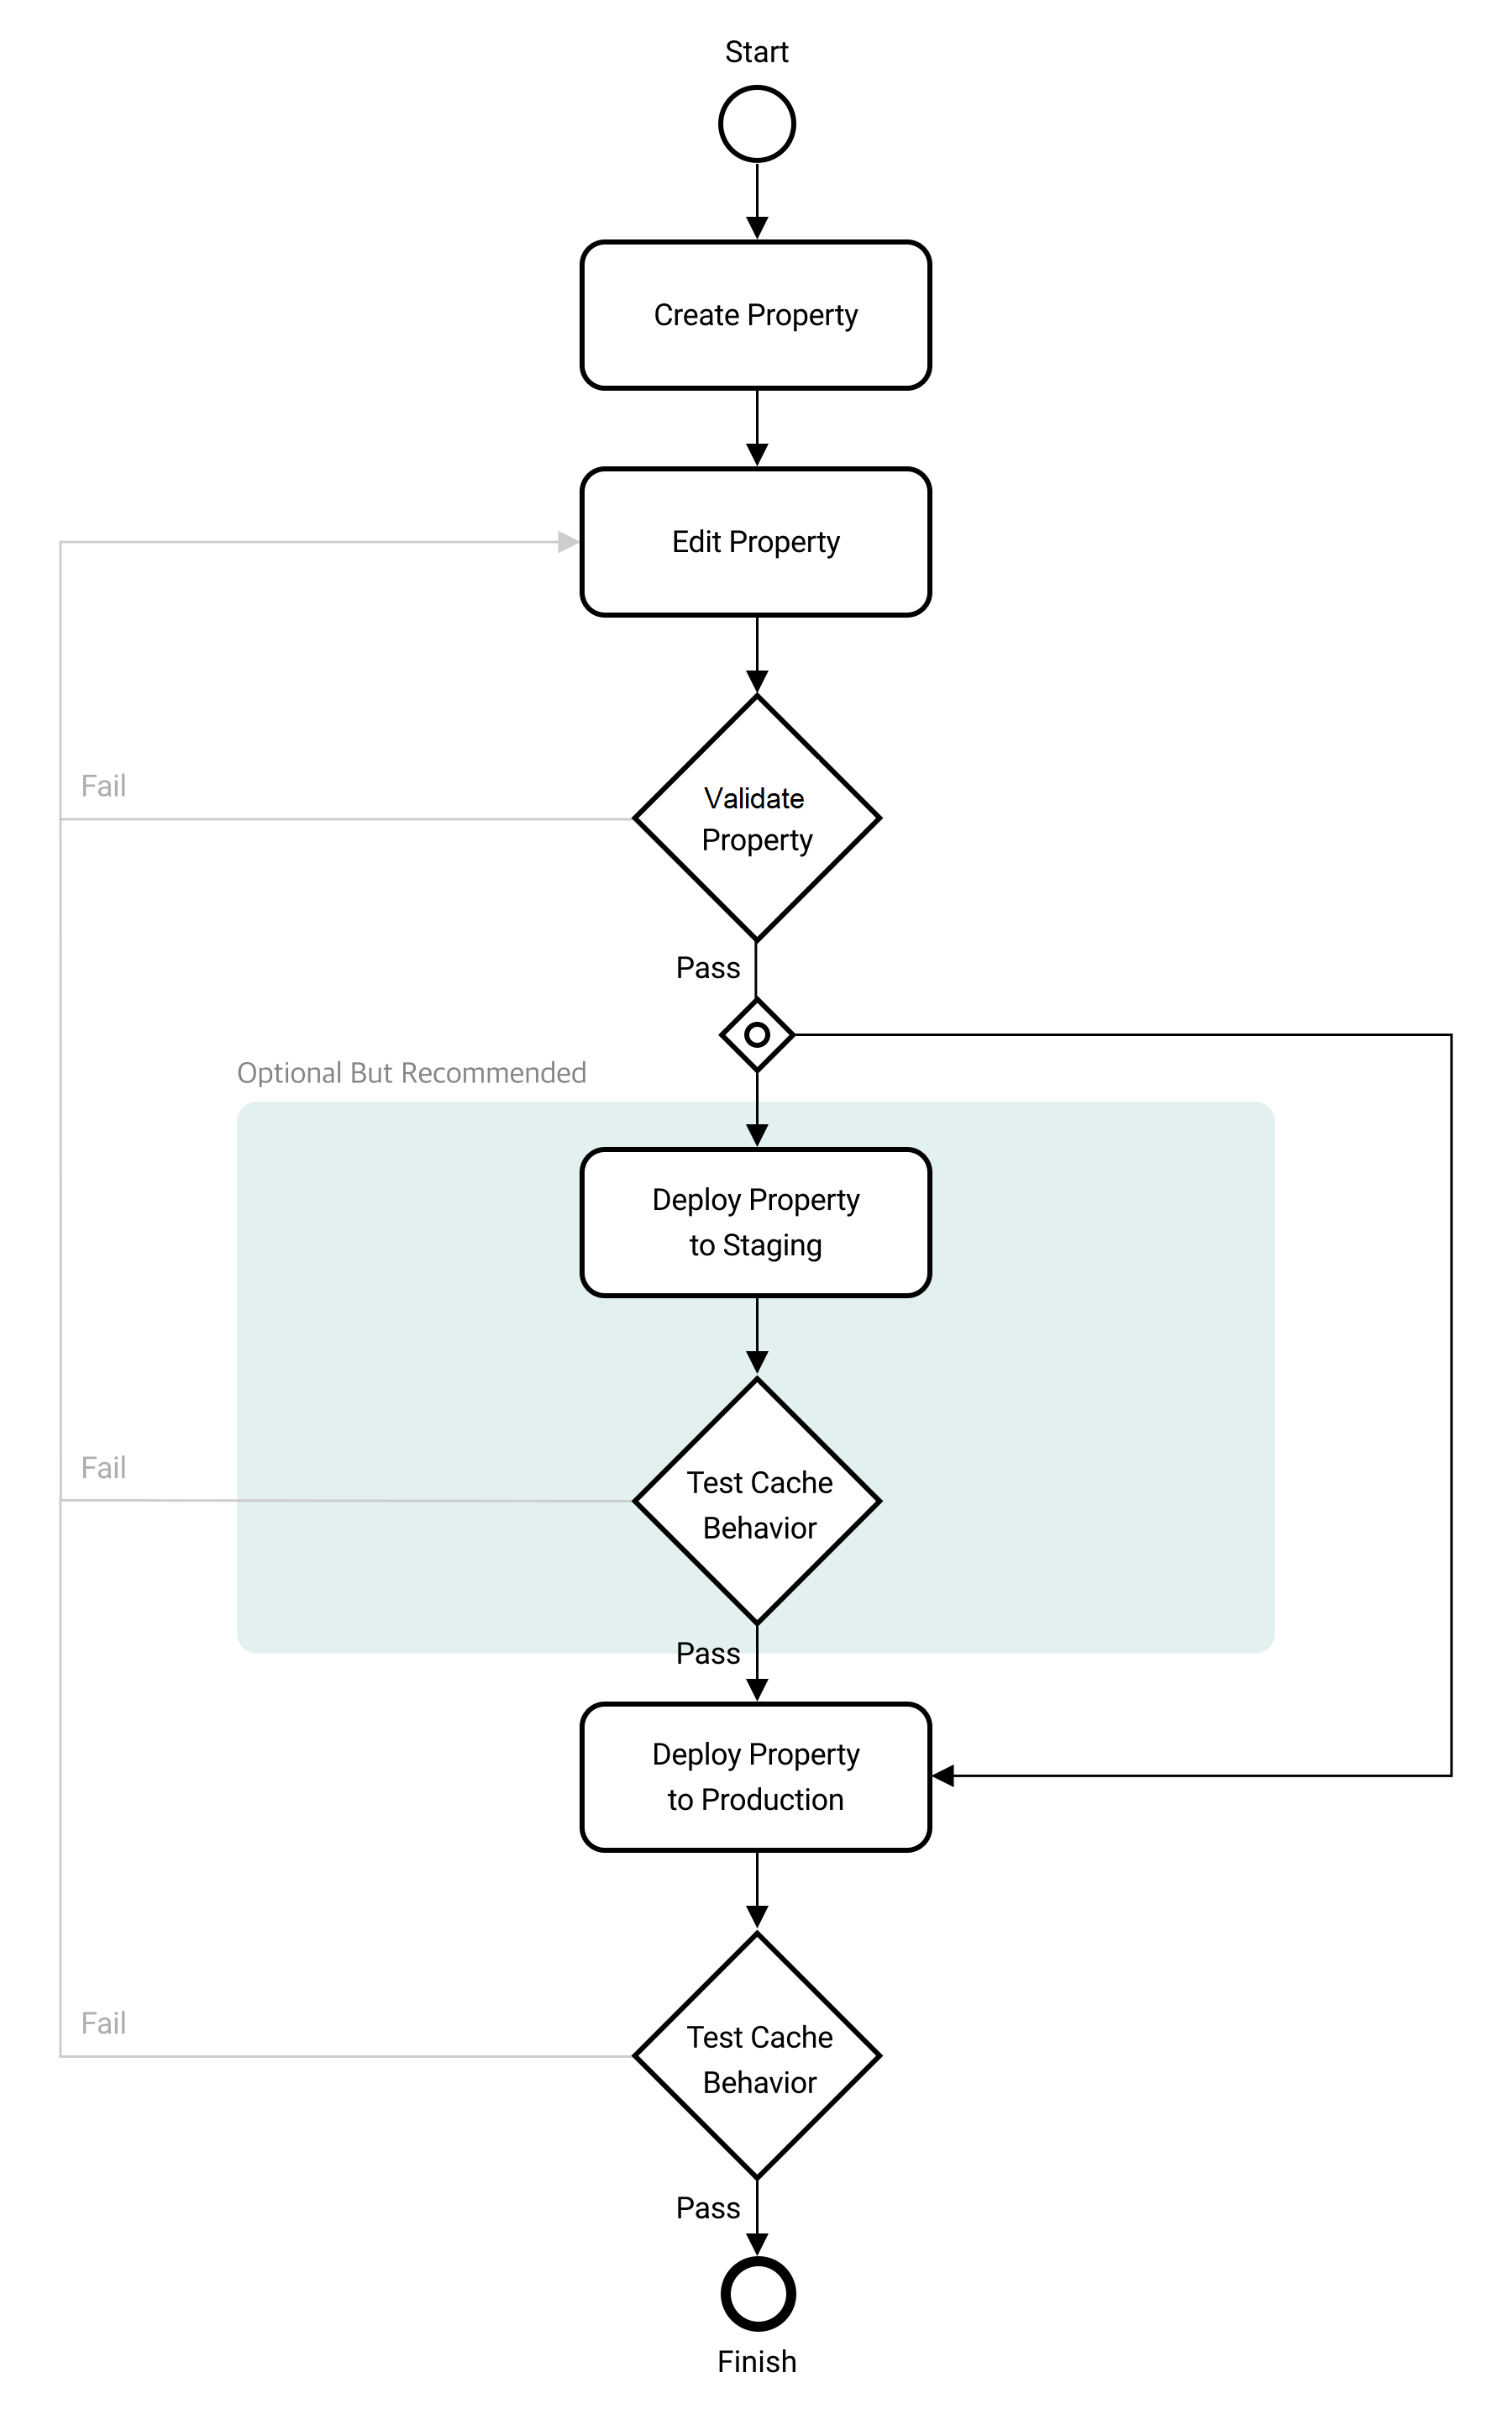 Start
Create Property
Edit Property
Validate
Property
Fail
Pass
Optional But Recommended
Deploy Property
to Staging
Test Cache
Behavior
Fail
Pass
Deploy Property
to Production
Test Cache
Behavior
Fail
Pass
Finish